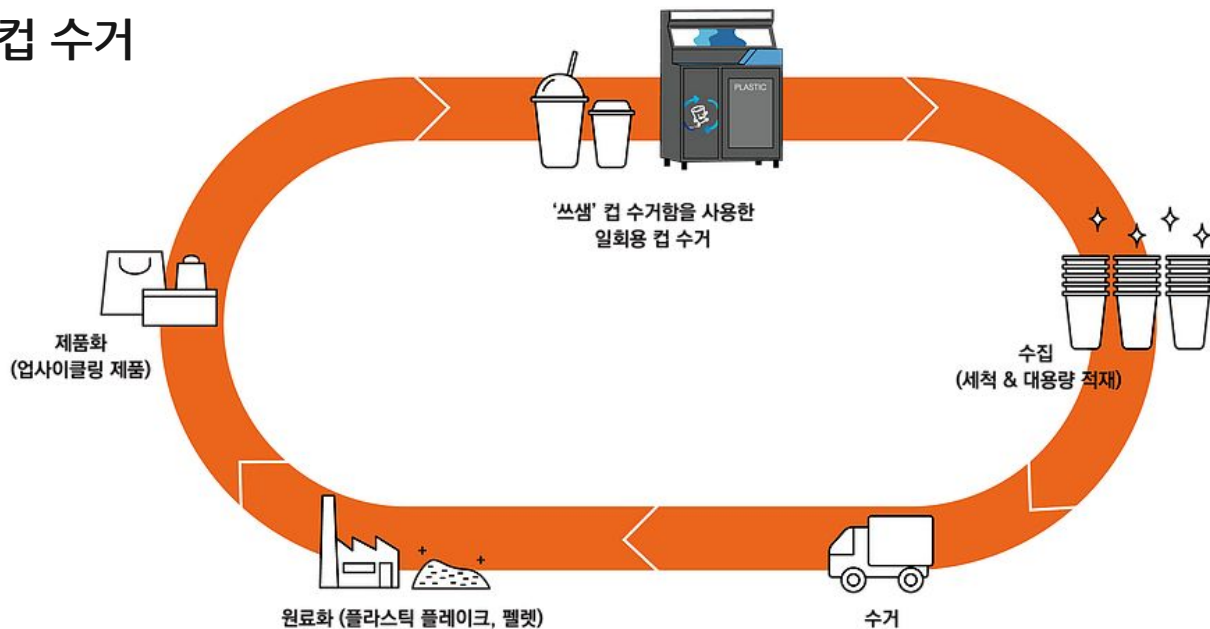 컵 수거
PLASTIC
‘쓰샘’ 컵 수거함을 사용한
일회용 컵 수거
제품화
(업사이클링 제품)
수집
(세척 & 대용량 적재)
원료화 (플라스틱 플레이크, 펠렛)
수거